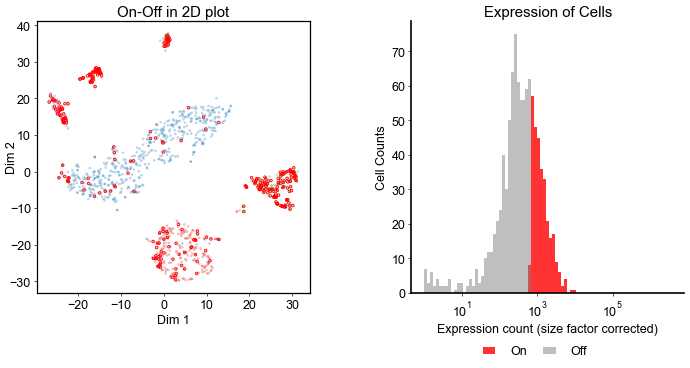 On-Off in 2D plot
40
30
20
10
0
−10
−20
−30
Dim 2
−20 −10 0 10 20 30
Dim 1
Expression of Cells
70
60
50
40
30
20
10
0
Cell Counts
10¹ 10³ 10⁵
Expression count (size factor corrected)
On Off